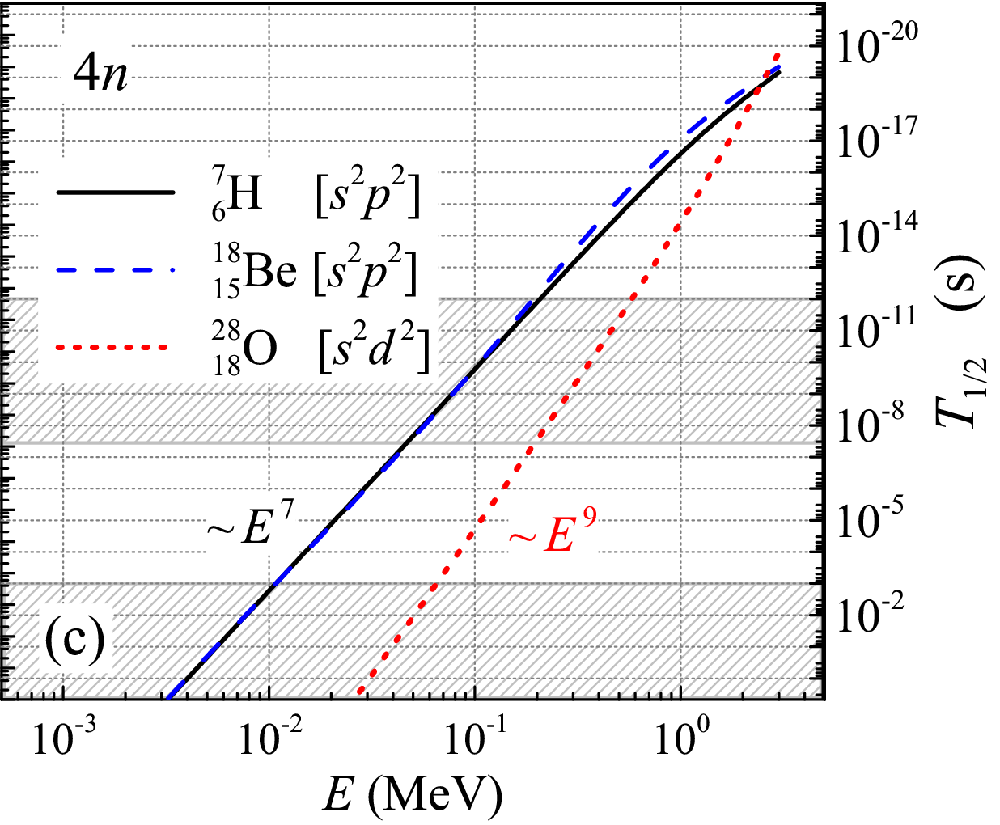 4n
⁷₆H [s²p²]
¹⁸₁₅Be [s²p²]
²⁸₁₈O [s²d²]
~E⁷
~E⁹
(c)
10⁻²⁰
10⁻¹⁷
10⁻¹⁴
10⁻¹¹
10⁻⁸
10⁻⁵
10⁻²
T₁/₂ (s)
10⁻³ 10⁻² 10⁻¹ 10⁰
E (MeV)